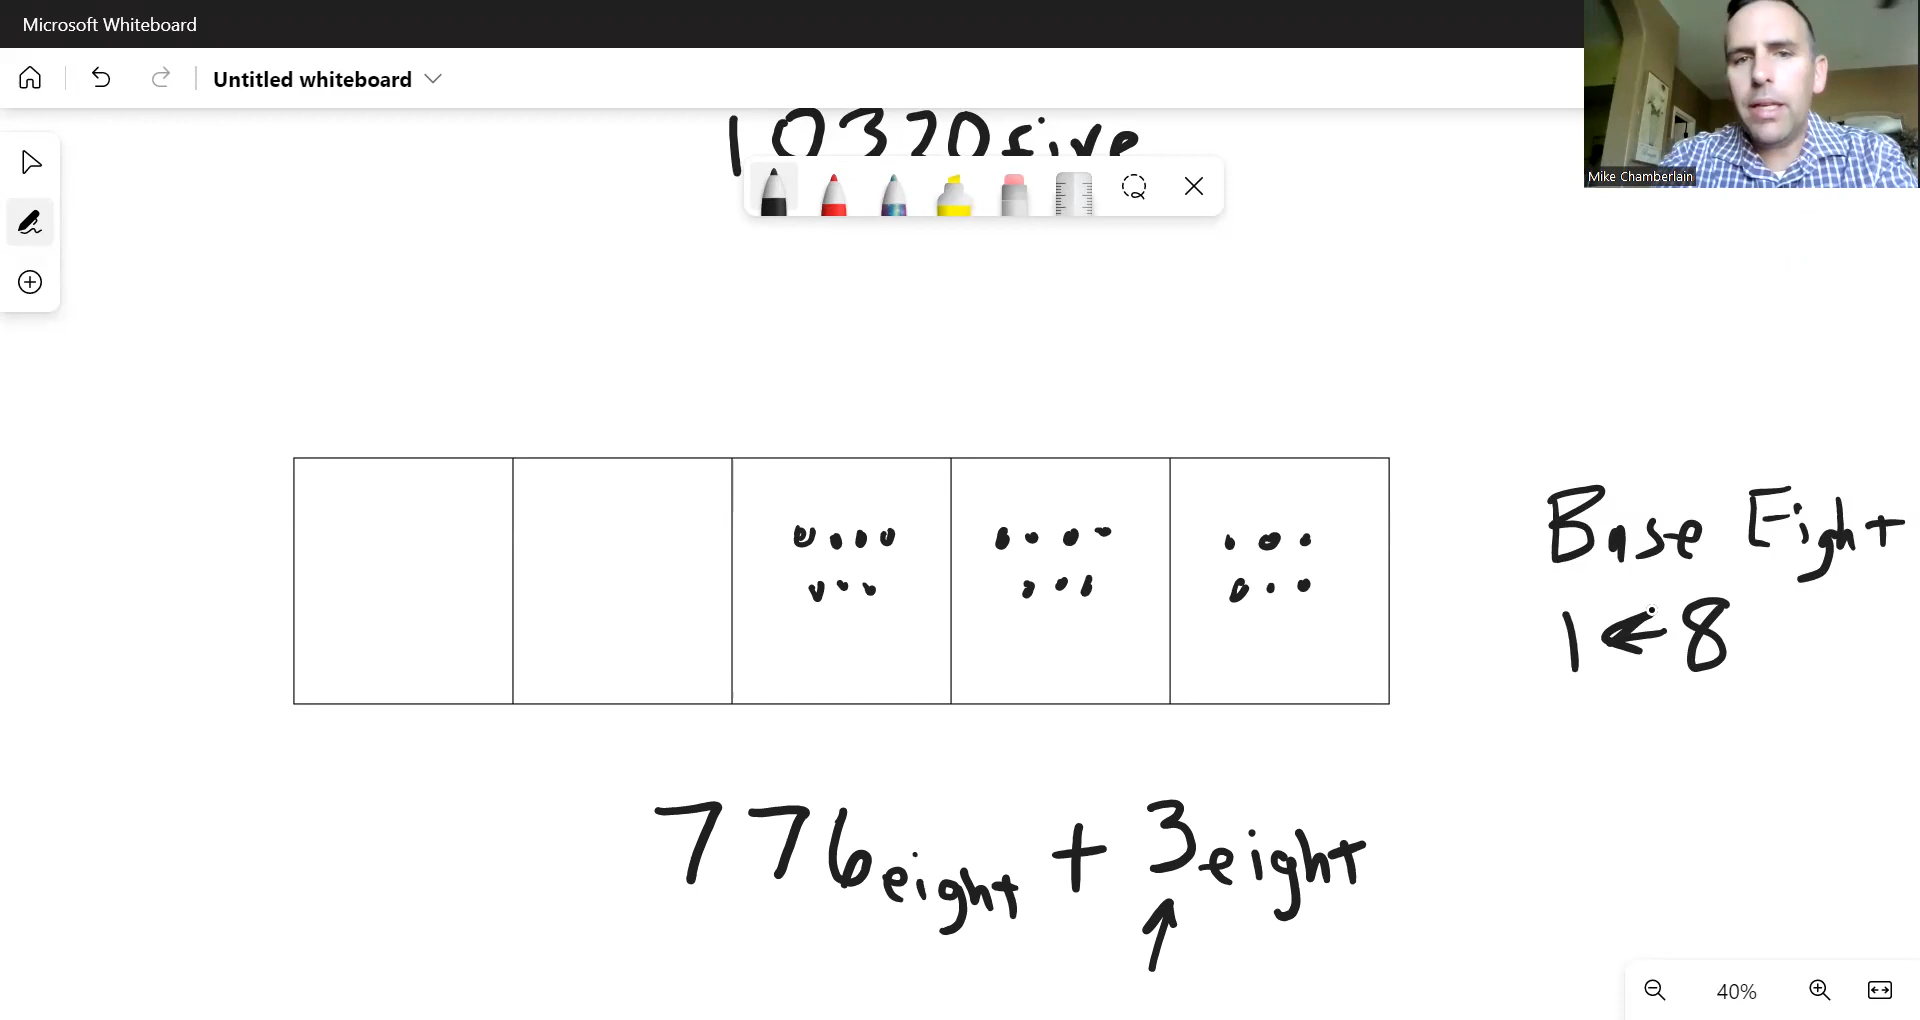 Microsoft Whiteboard
Untitled whiteboard
10320five
Mike Chamberlain
Base Eight
1←8
776eight + 3eight
↑
40%